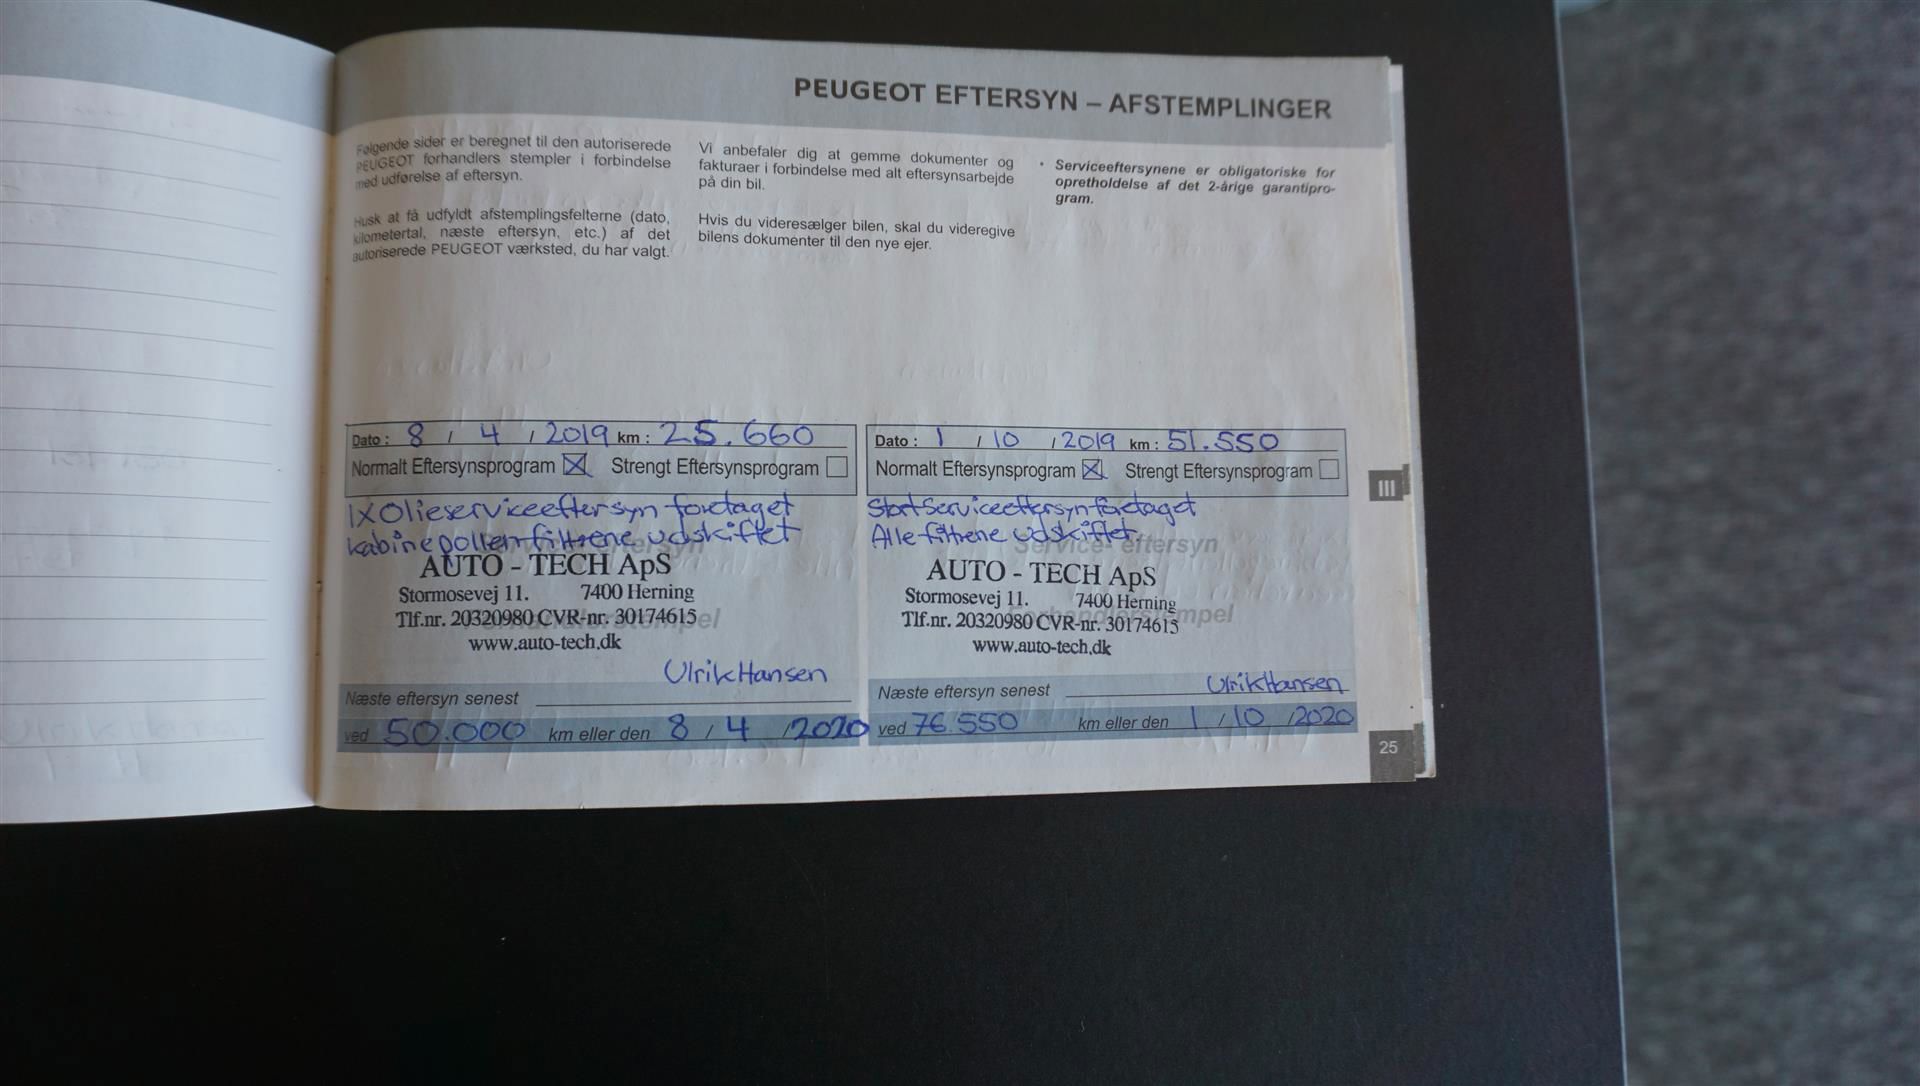 PEUGEOT EFTERSYN – AFSTEMPLINGER
Følgende sider er beregnet til den autoriserede
PEUGEOT forhandlers stempler i forbindelse
med udførelse af eftersyn.
Husk at få udfyldt afstemplingsfelterne (dato,
kilometertal, næste eftersyn, etc.) af det
autoriserede PEUGEOT værksted, du har valgt.
Vi anbefaler dig at gemme dokumenter og
fakturaer i forbindelse med alt eftersynsarbejde
på din bil.
Hvis du videresælger bilen, skal du videregive
bilens dokumenter til den nye ejer.
• Serviceeftersynene er obligatoriske for
opretholdelse af det 2-årige garantipro-
gram.
Dato : 8 / 4 / 2019 km : 25.660
Normalt Eftersynsprogram Strengt Eftersynsprogram
1X Olieserviceeftersyn foretaget
kabinepollenfiltrene udskiftet
Service-eftersyn
AUTO - TECH ApS
Stormosevej 11. 7400 Herning
Tlf.nr. 20320980 CVR-nr. 30174615
Forhandlerstempel
www.auto-tech.dk
Ulrik Hansen
Næste eftersyn senest
ved 50.000 km eller den 8 / 4 / 2020
Dato : 1 / 10 / 2019 km : 51.550
Normalt Eftersynsprogram Strengt Eftersynsprogram
Stort Serviceeftersyn foretaget
Alle filtrene udskiftet.
Service-eftersyn
AUTO - TECH ApS
Stormosevej 11. 7400 Herning
Forhandlerstempel
Tlf.nr. 20320980 CVR-nr. 30174615
www.auto-tech.dk
Ulrik Hansen
Næste eftersyn senest
ved 76.550 km eller den 1 / 10 / 2020
III
25